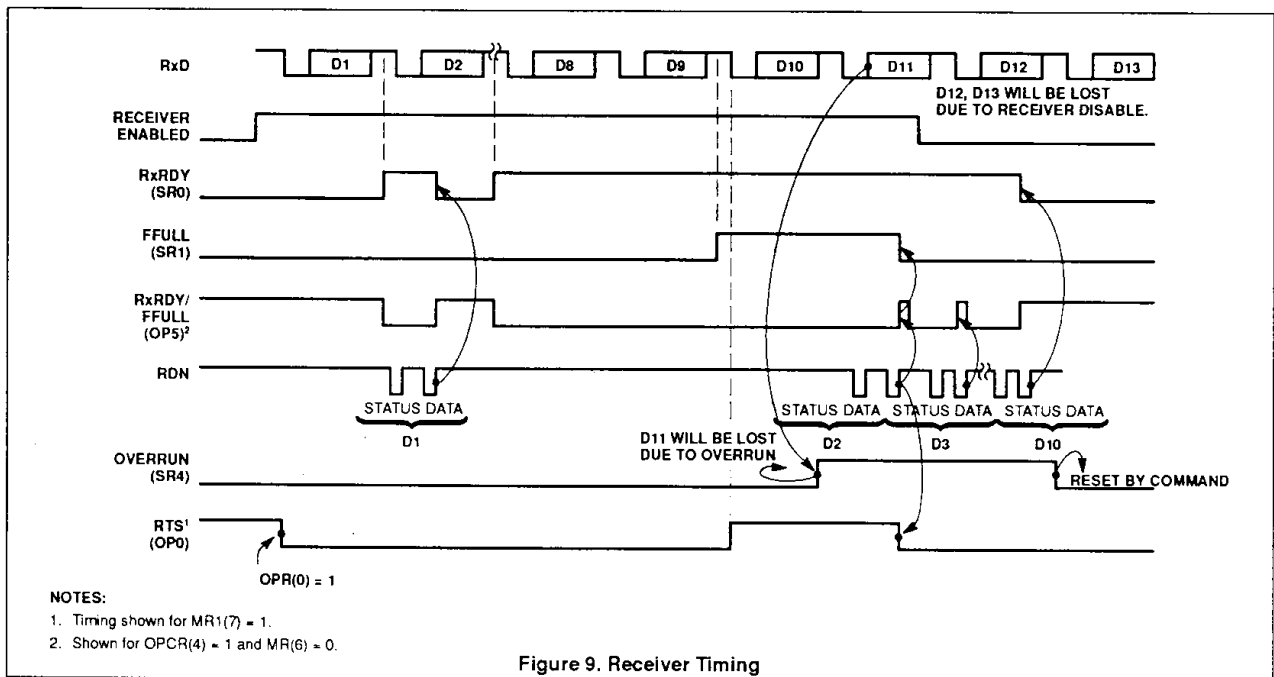 RxD
D1
D2
D8
D9
D10
D11
D12
D13
D12, D13 WILL BE LOST
DUE TO RECEIVER DISABLE.
RECEIVER
ENABLED
RxRDY
(SR0)
FFULL
(SR1)
RxRDY/
FFULL
(OP5)²
RDN
STATUS DATA
D1
STATUS DATA
D2
STATUS DATA
D3
STATUS DATA
D10
D11 WILL BE LOST
DUE TO OVERRUN
OVERRUN
(SR4)
RESET BY COMMAND
RTS¹
(OP0)
OPR(0) = 1
NOTES:
1. Timing shown for MR1(7) = 1.
2. Shown for OPCR(4) = 1 and MR(6) = 0.
Figure 9. Receiver Timing